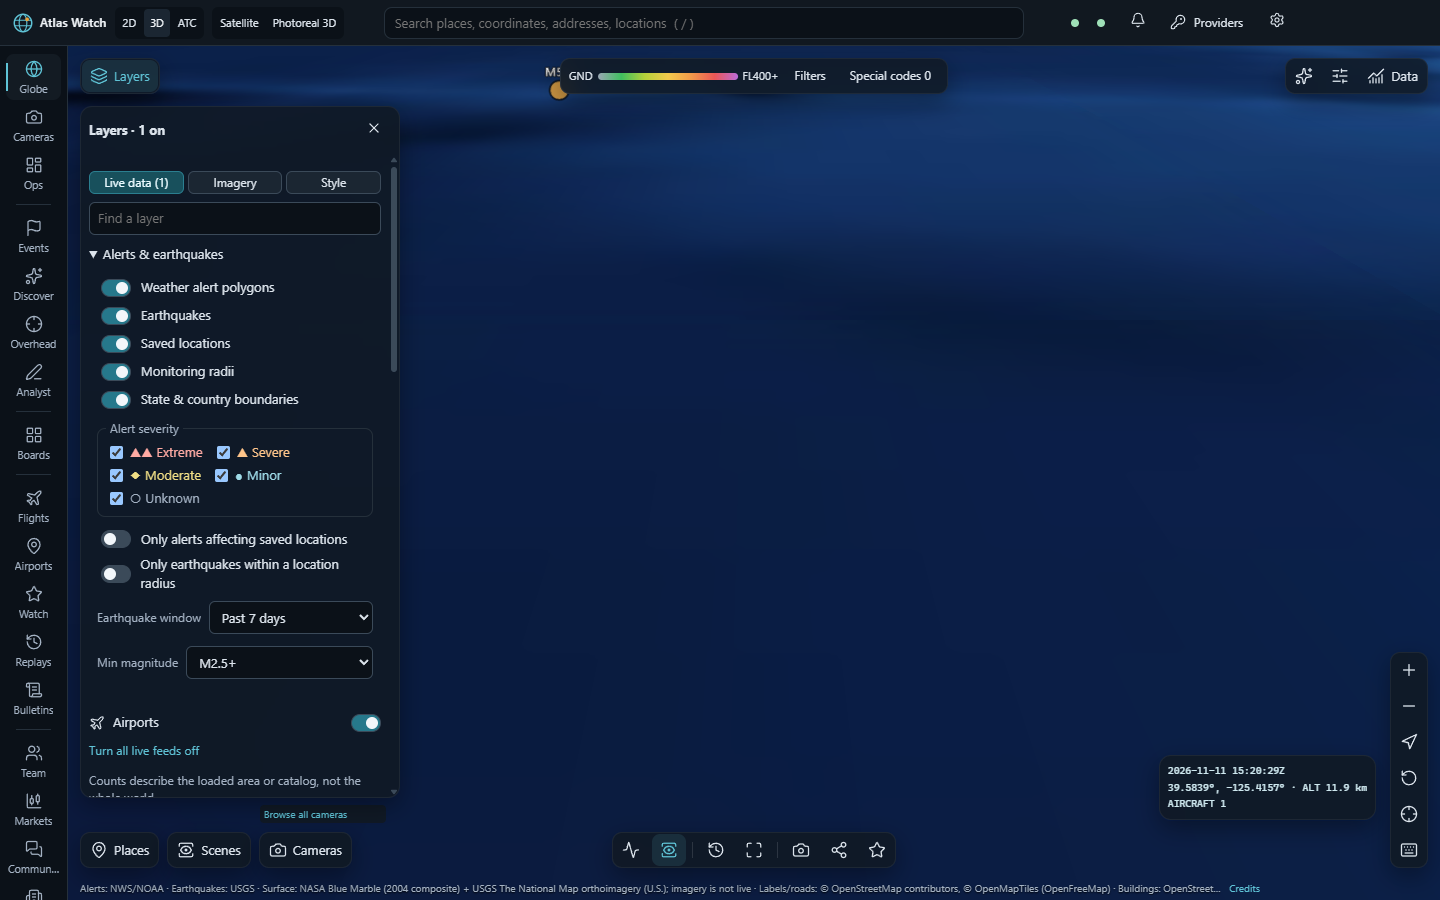 Atlas Watch
2D
3D
ATC
Satellite
Photoreal 3D
Search places, coordinates, addresses, locations ( / )
Providers
Globe
Cameras
Ops
Events
Discover
Overhead
Analyst
Boards
Flights
Airports
Watch
Replays
Bulletins
Team
Markets
Commun...
Layers
GND
FL400+
Filters
Special codes 0
Data
Layers · 1 on
Live data (1)
Imagery
Style
Find a layer
▼ Alerts & earthquakes
Weather alert polygons
Earthquakes
Saved locations
Monitoring radii
State & country boundaries
Alert severity
Extreme
Severe
Moderate
Minor
Unknown
Only alerts affecting saved locations
Only earthquakes within a location
radius
Earthquake window
Past 7 days
Min magnitude
M2.5+
Airports
Turn all live feeds off
Counts describe the loaded area or catalog, not the
whole world
Browse all cameras
Places
Scenes
Cameras
2026-11-11 15:20:29Z
39.5839°, -125.4157° · ALT 11.9 km
AIRCRAFT 1
Alerts: NWS/NOAA · Earthquakes: USGS · Surface: NASA Blue Marble (2004 composite) + USGS The National Map orthoimagery (U.S.); imagery is not live · Labels/roads: © OpenStreetMap contributors, © OpenMapTiles (OpenFreeMap) · Buildings: OpenStreet...
Credits